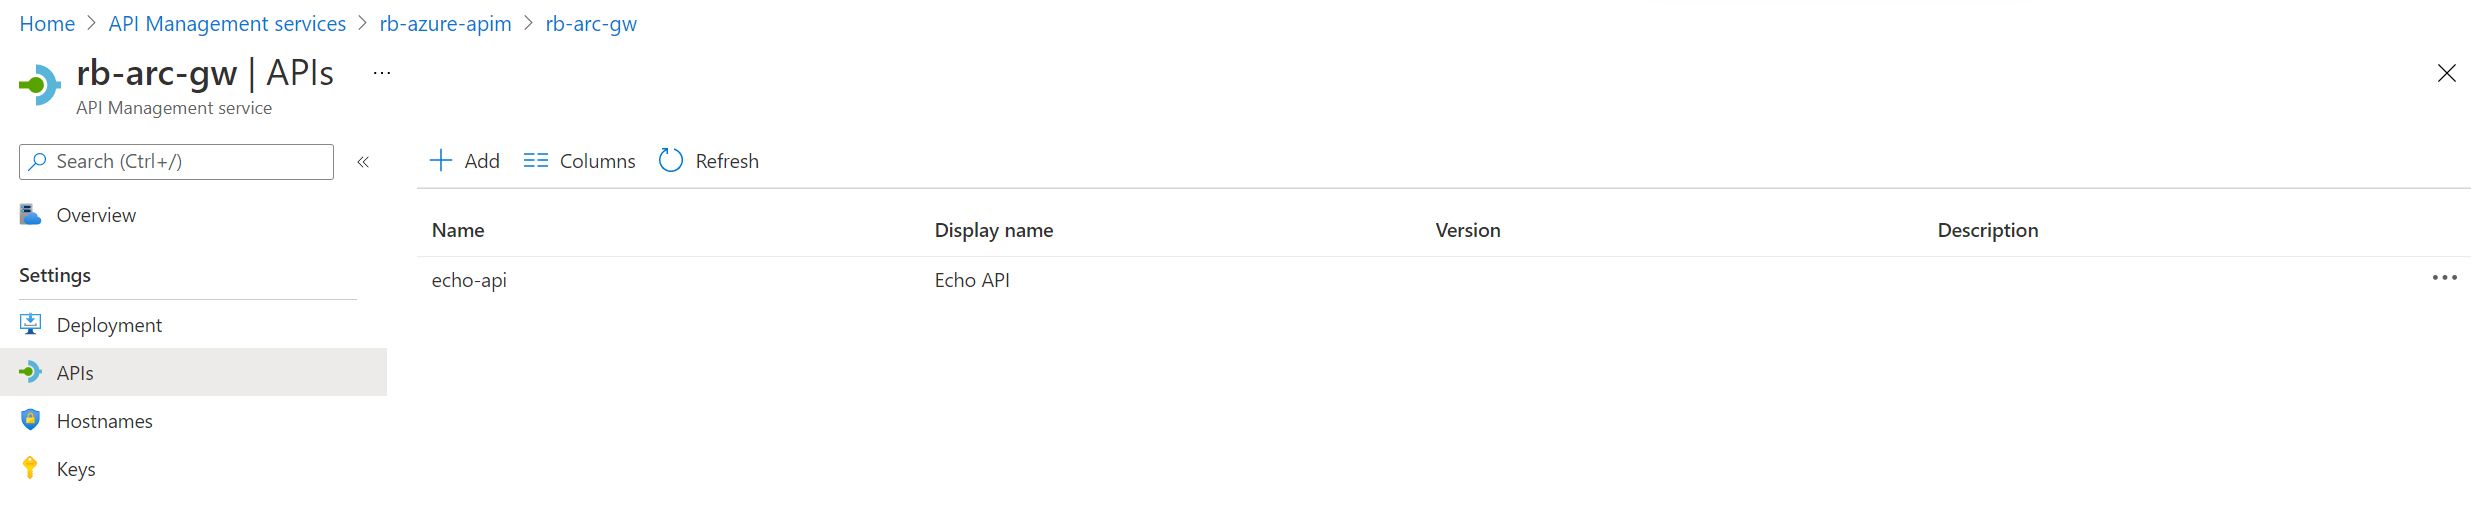 Home > API Management services > rb-azure-apim > rb-arc-gw
rb-arc-gw | APIs ...
API Management service
Search (Ctrl+/) «
Add Columns Refresh
Overview
Settings
Deployment
APIs
Hostnames
Keys
Name Display name Version Description
echo-api Echo API ...